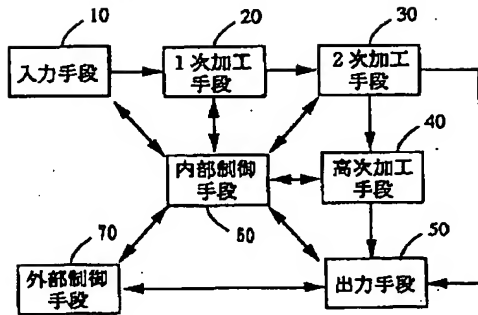 10
入力手段
20
1次加工
手段
30
2次加工
手段
40
高次加工
手段
内部制御
手段
60
70
外部制御
手段
50
出力手段